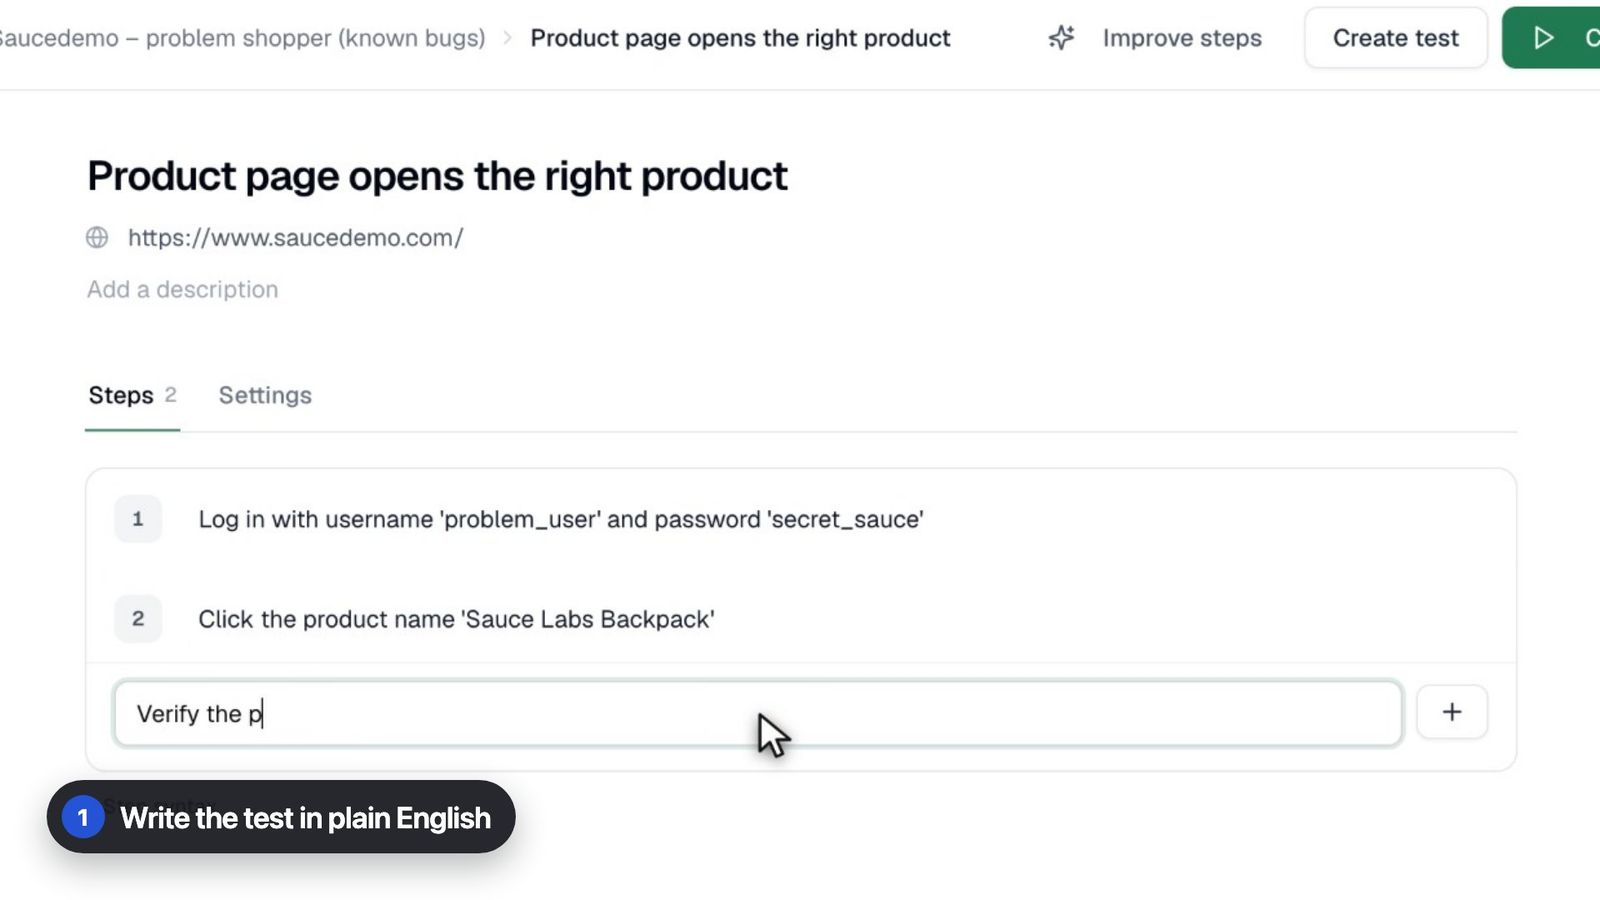 Saucedemo – problem shopper (known bugs) > Product page opens the right product
Improve steps
Create test
Product page opens the right product
https://www.saucedemo.com/
Add a description
Steps 2
Settings
1 Log in with username 'problem_user' and password 'secret_sauce'
2 Click the product name 'Sauce Labs Backpack'
Verify the p
+
1 Write the test in plain English